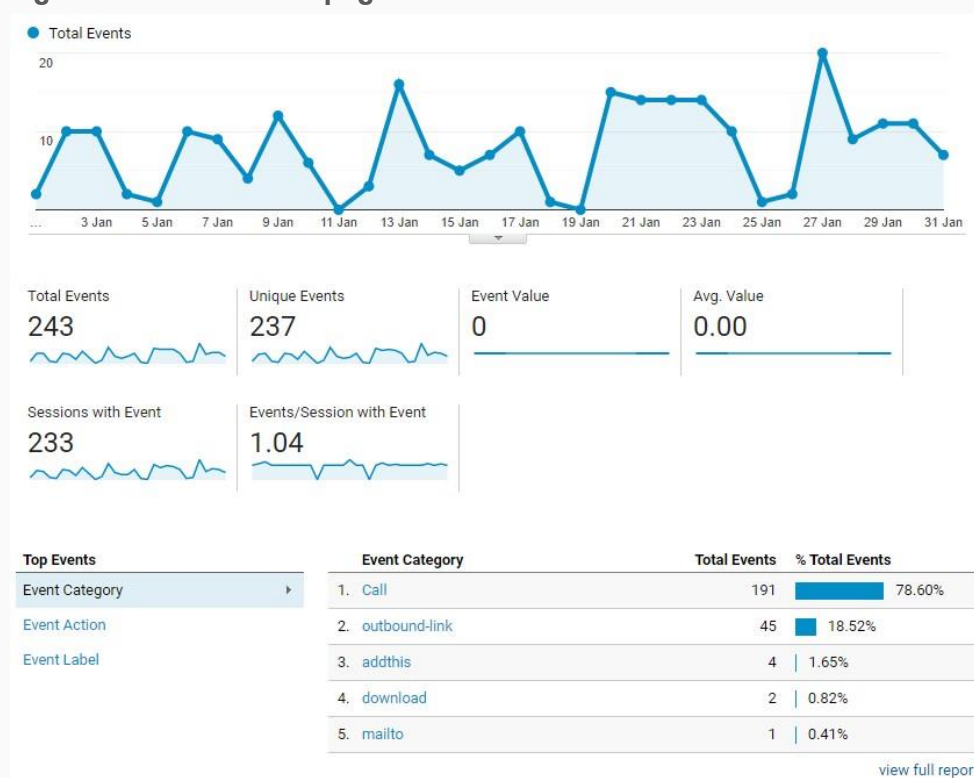 Total Events
20
10
... 3 Jan 5 Jan 7 Jan 9 Jan 11 Jan 13 Jan 15 Jan 17 Jan 19 Jan 21 Jan 23 Jan 25 Jan 27 Jan 29 Jan 31 Jan
Total Events Unique Events Event Value Avg. Value
243 237 0 0.00
Sessions with Event Events/Session with Event
233 1.04
Top Events Event Category Total Events % Total Events
Event Category 1. Call 191 78.60%
Event Action 2. outbound-link 45 18.52%
Event Label 3. addthis 4 1.65%
4. download 2 0.82%
5. mailto 1 0.41%
view full repor